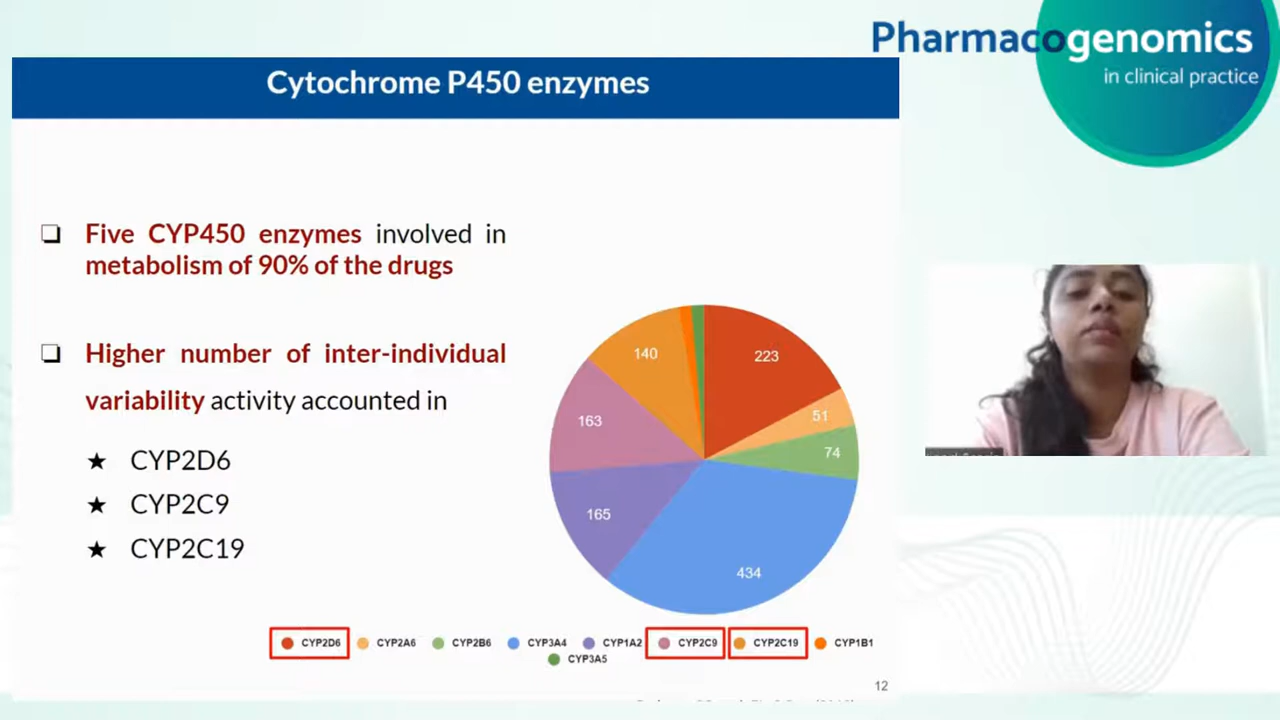 Pharmacogenomics
in clinical practice
Cytochrome P450 enzymes
Five CYP450 enzymes involved in
metabolism of 90% of the drugs
Higher number of inter-individual
variability activity accounted in
★ CYP2D6
★ CYP2C9
★ CYP2C19
223
51
74
434
165
163
140
CYP2D6 CYP2A6 CYP2B6 CYP3A4 CYP1A2 CYP2C9 CYP2C19 CYP1B1
CYP3A5
12